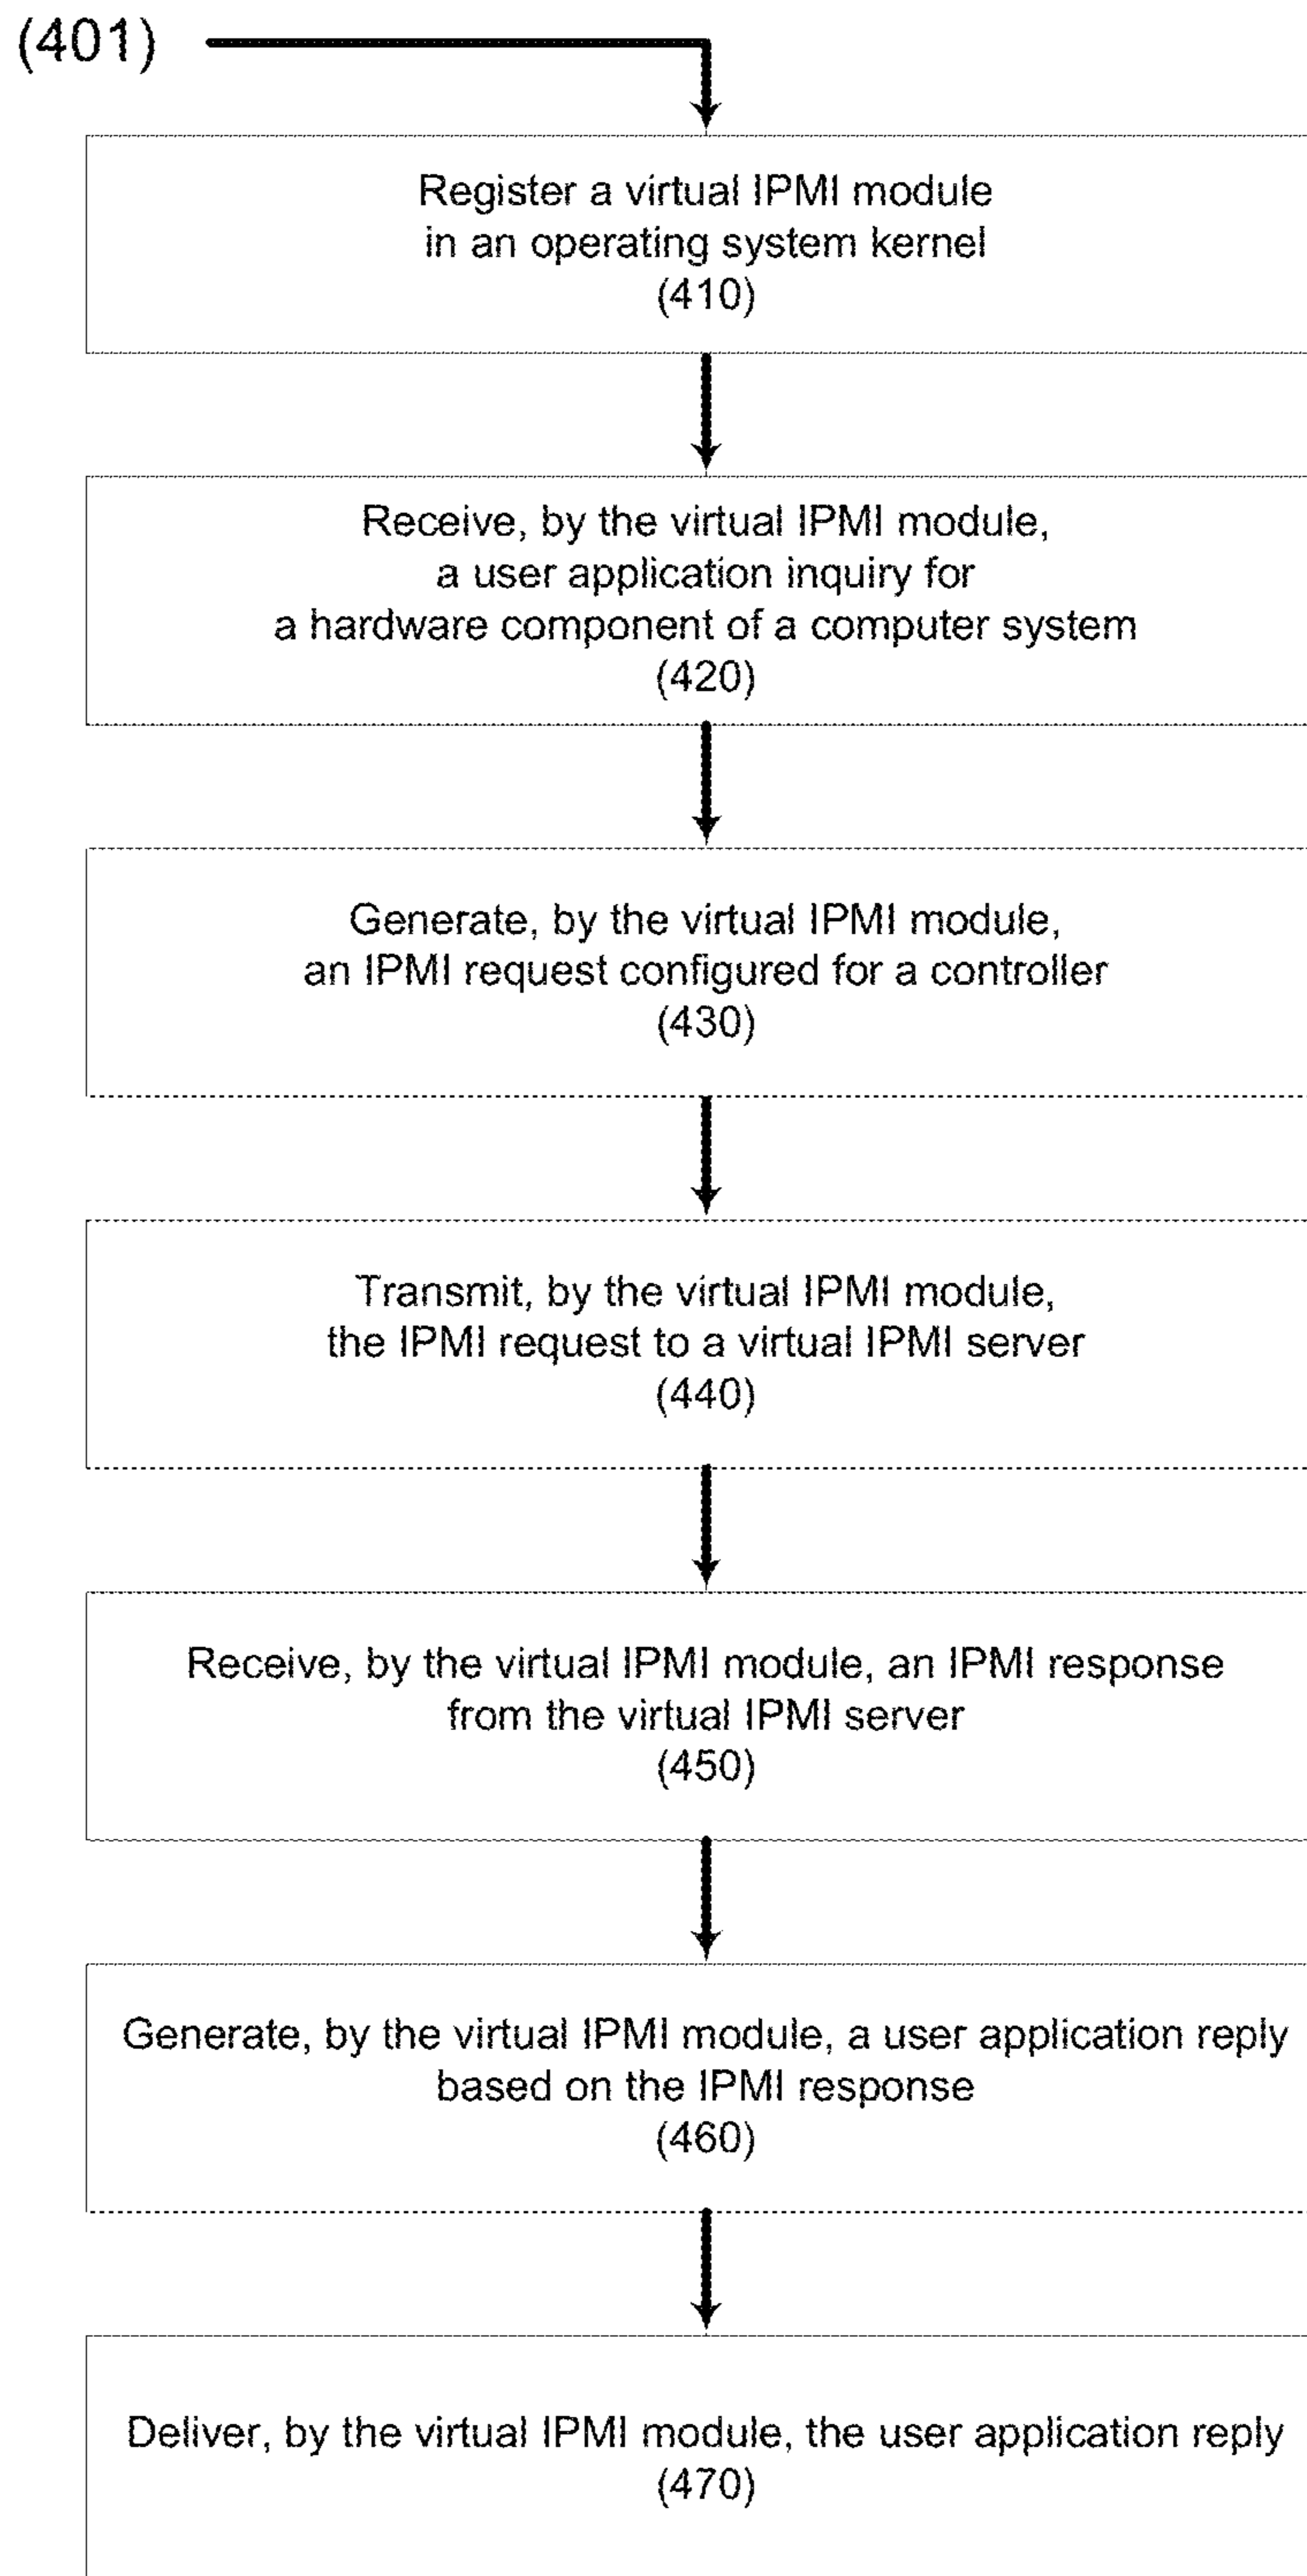 (401)
Register a virtual IPMI module
in an operating system kernel
(410)
Receive, by the virtual IPMI module,
a user application inquiry for
a hardware component of a computer system
(420)
Generate, by the virtual IPMI module,
an IPMI request configured for a controller
(430)
Transmit, by the virtual IPMI module,
the IPMI request to a virtual IPMI server
(440)
Receive, by the virtual IPMI module, an IPMI response
from the virtual IPMI server
(450)
Generate, by the virtual IPMI module, a user application reply
based on the IPMI response
(460)
Deliver, by the virtual IPMI module, the user application reply
(470)